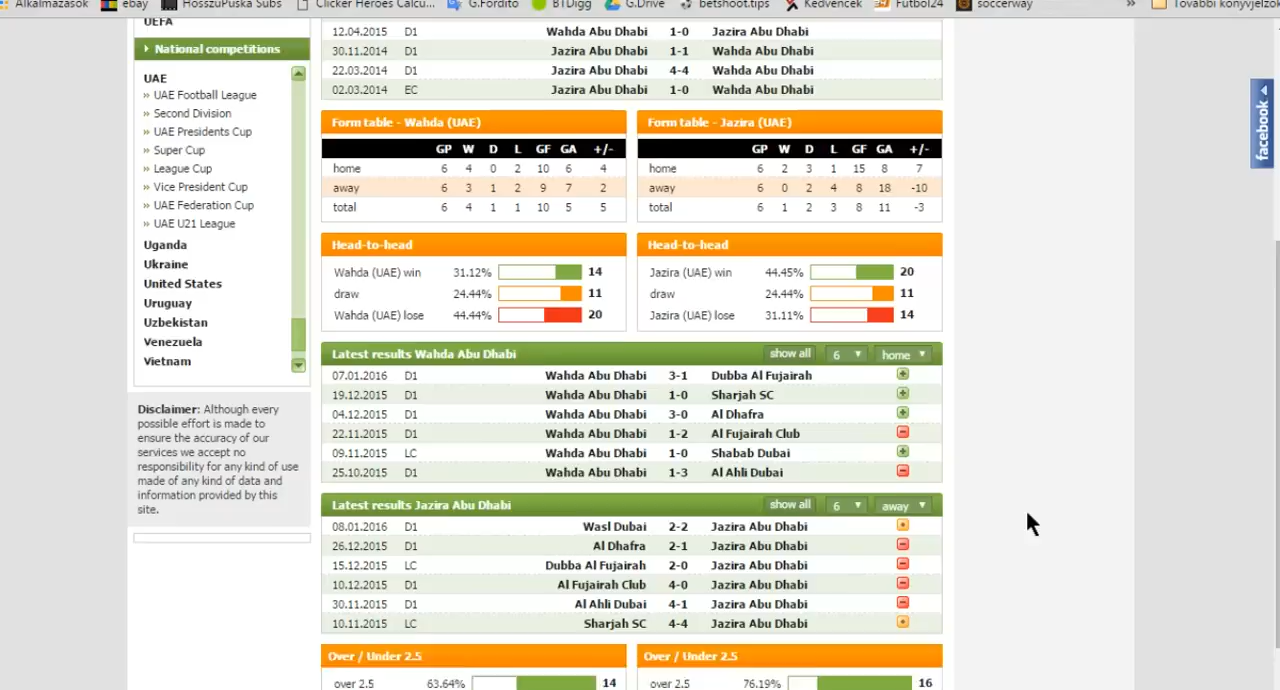 Alkalmazások ebay HosszúPuska Subs Clicker Heroes Calcu... G.Fordito BTDigg G.Drive betshoot.tips Kedvencek Futbol24 soccerway » További könyvjelzők
UEFA
National competitions
UAE
» UAE Football League
» Second Division
» UAE Presidents Cup
» Super Cup
» League Cup
» Vice President Cup
» UAE Federation Cup
» UAE U21 League
Uganda
Ukraine
United States
Uruguay
Uzbekistan
Venezuela
Vietnam
Disclaimer: Although every
possible effort is made to
ensure the accuracy of our
services we accept no
responsibility for any kind of use
made of any kind of data and
information provided by this
site.
12.04.2015 D1 Wahda Abu Dhabi 1-0 Jazira Abu Dhabi
30.11.2014 D1 Jazira Abu Dhabi 1-1 Wahda Abu Dhabi
22.03.2014 D1 Jazira Abu Dhabi 4-4 Wahda Abu Dhabi
02.03.2014 EC Jazira Abu Dhabi 1-0 Wahda Abu Dhabi
Form table - Wahda (UAE)
GP W D L GF GA +/-
home 6 4 0 2 10 6 4
away 6 3 1 2 9 7 2
total 6 4 1 1 10 5 5
Form table - Jazira (UAE)
GP W D L GF GA +/-
home 6 2 3 1 15 8 7
away 6 0 2 4 8 18 -10
total 6 1 2 3 8 11 -3
Head-to-head
Wahda (UAE) win 31.12% 14
draw 24.44% 11
Wahda (UAE) lose 44.44% 20
Head-to-head
Jazira (UAE) win 44.45% 20
draw 24.44% 11
Jazira (UAE) lose 31.11% 14
Latest results Wahda Abu Dhabi show all 6 home
07.01.2016 D1 Wahda Abu Dhabi 3-1 Dubba Al Fujairah
19.12.2015 D1 Wahda Abu Dhabi 1-0 Sharjah SC
04.12.2015 D1 Wahda Abu Dhabi 3-0 Al Dhafra
22.11.2015 D1 Wahda Abu Dhabi 1-2 Al Fujairah Club
09.11.2015 LC Wahda Abu Dhabi 1-0 Shabab Dubai
25.10.2015 D1 Wahda Abu Dhabi 1-3 Al Ahli Dubai
Latest results Jazira Abu Dhabi show all 6 away
08.01.2016 D1 Wasl Dubai 2-2 Jazira Abu Dhabi
26.12.2015 D1 Al Dhafra 2-1 Jazira Abu Dhabi
15.12.2015 LC Dubba Al Fujairah 2-0 Jazira Abu Dhabi
10.12.2015 D1 Al Fujairah Club 4-0 Jazira Abu Dhabi
30.11.2015 D1 Al Ahli Dubai 4-1 Jazira Abu Dhabi
10.11.2015 LC Sharjah SC 4-4 Jazira Abu Dhabi
Over / Under 2.5
over 2.5 63.64% 14
Over / Under 2.5
over 2.5 76.19% 16
facebook